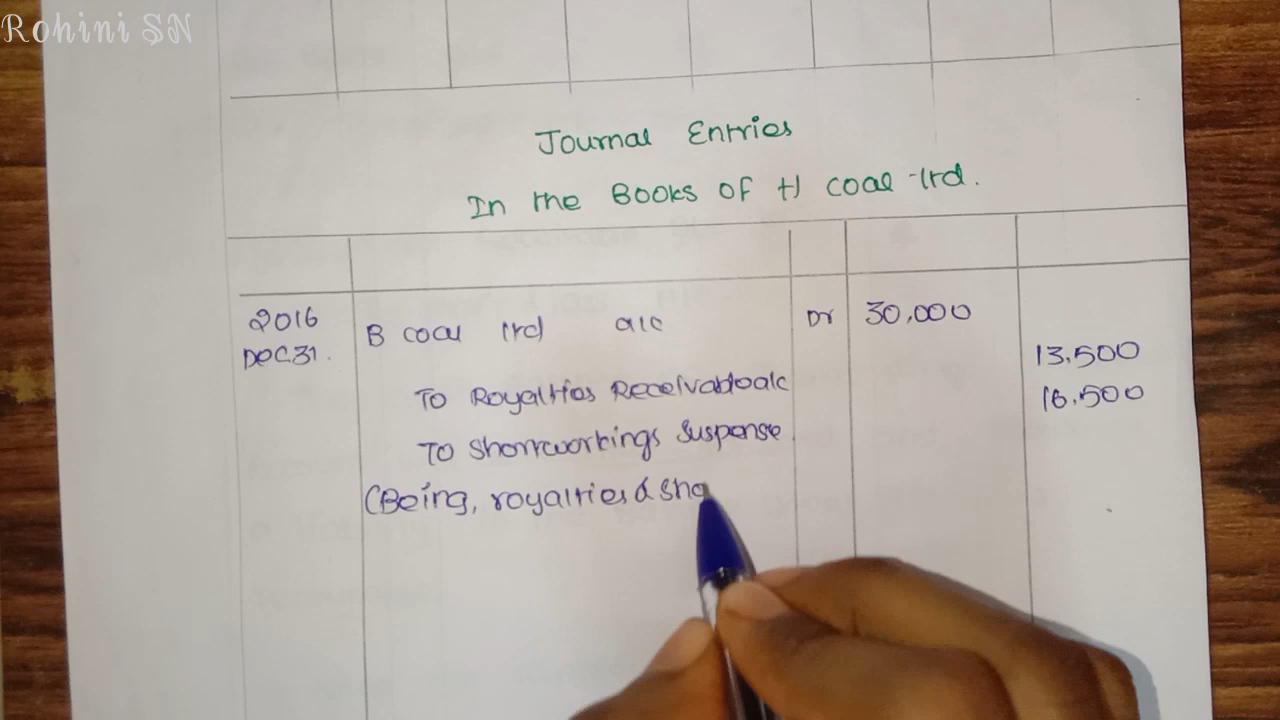 Rohini SN
Journal Entries
In the Books of H coal ltd.
2016 B coal ltd a/c Dr 30,000
Dec 31. 13,500
To Royalties Receivable a/c
16,500
To Shortworkings Suspense
(Being, royalties & sho